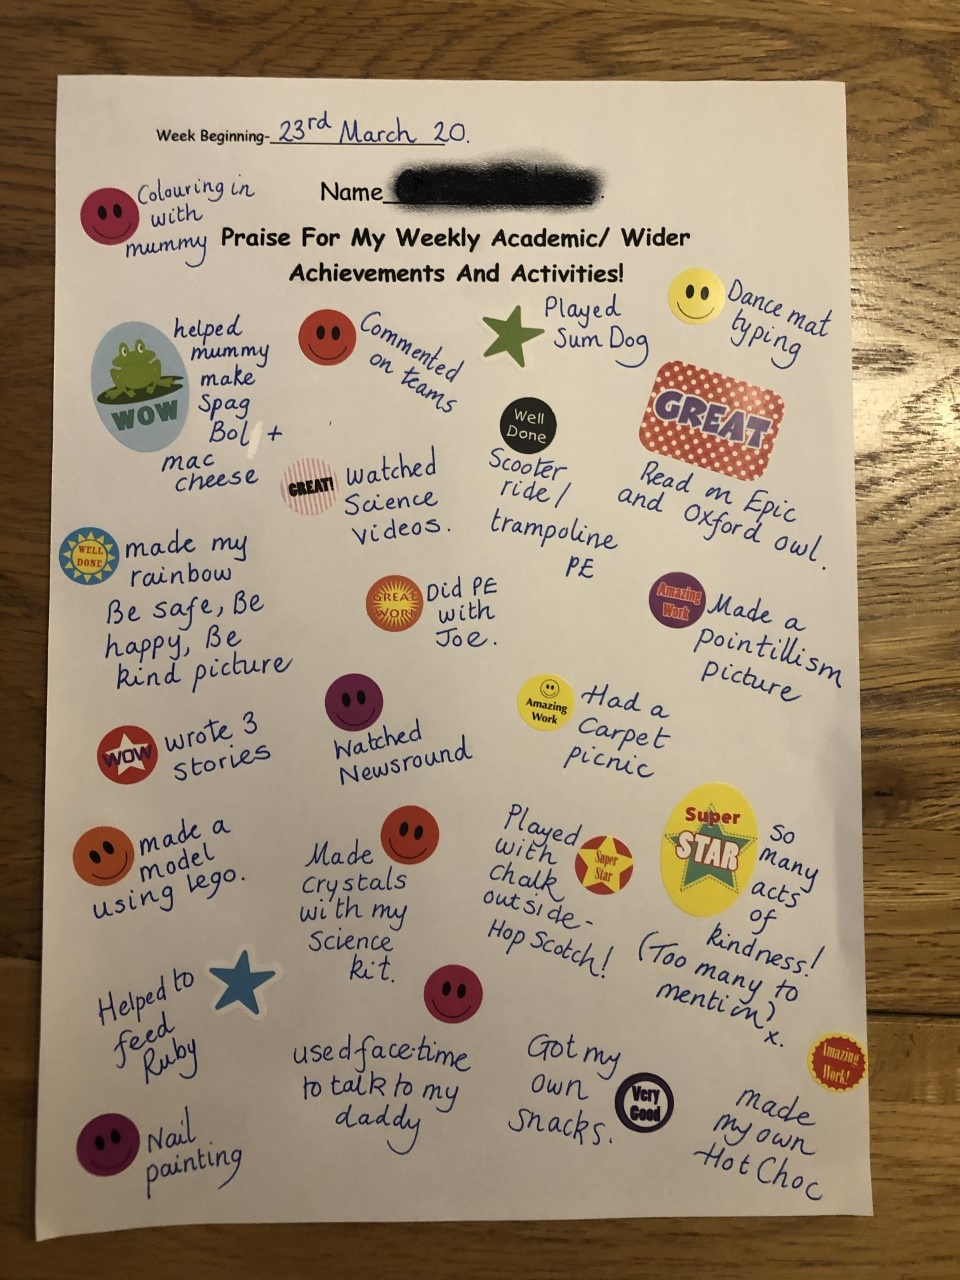 Week Beginning- 23rd March 20.
Name
Colouring in
with
mummy
Praise For My Weekly Academic/ Wider
Achievements And Activities!
WOW
helped
mummy
make
Spag
Bol +
mac
cheese
Commented
on teams
Played
Sum Dog
Dance mat
typing
GREAT!
Watched
Science
videos.
Well
Done
Scooter
ride/
trampoline
PE
GREAT
Read on Epic
and Oxford owl.
WELL
DONE
made my
rainbow
Be safe, Be
happy, Be
kind picture
GREAT
WORK
Did PE
with
Joe.
Amazing
Work
Made a
pointillism
picture
WOW
wrote 3
stories
Watched
Newsround
Amazing
Work
Had a
Carpet
picnic
made a
model
using Lego.
Made
Crystals
with my
Science
kit.
Played
with
chalk
outside-
Hop Scotch!
Super
Star
Super
STAR
So
many
acts
of
kindness!
(Too many to
mention)
x.
Helped to
feed
Ruby
used facetime
to talk to my
daddy
Got my
own
snacks.
Very
Good
Amazing
Work!
made
my own
Hot Choc
Nail
painting